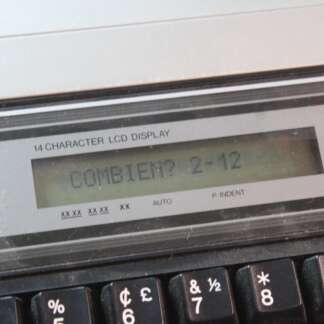 14 CHARACTER LCD DISPLAY
COMBIEN? 2-12
XX XX XX XX XX AUTO P INDENT
% ¢ £ & ½ *
5 6 7 8